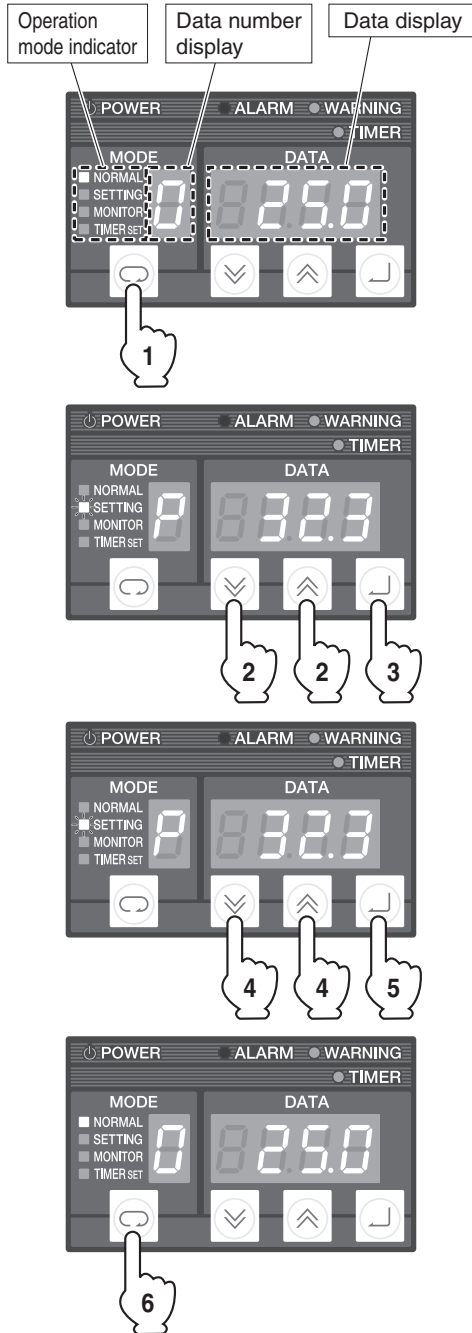 Operation
mode indicator
Data number
display
Data display
POWER ALARM WARNING
TIMER
MODE DATA
NORMAL
SETTING
MONITOR
TIMER SET
0 25.0
1
POWER ALARM WARNING
TIMER
MODE DATA
NORMAL
SETTING
MONITOR
TIMER SET
P 32.3
2 2 3
POWER ALARM WARNING
TIMER
MODE DATA
NORMAL
SETTING
MONITOR
TIMER SET
P 32.3
4 4 5
POWER ALARM WARNING
TIMER
MODE DATA
NORMAL
SETTING
MONITOR
TIMER SET
0 25.0
6